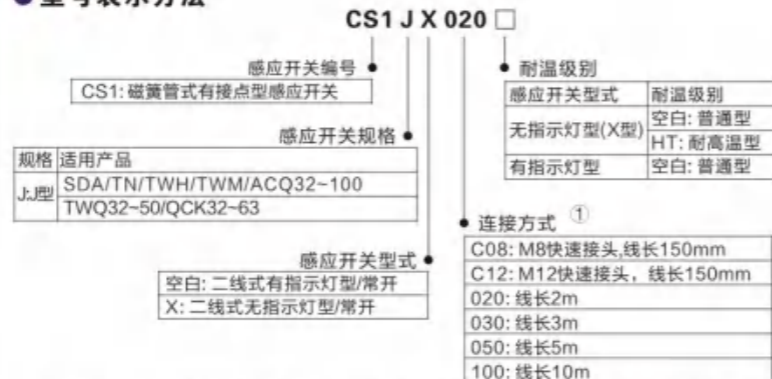 CS1 J X 020 □
感应开关编号
CS1: 磁簧管式有接点型感应开关
感应开关规格
规格 适用产品
J:J型 SDA/TN/TWH/TWM/ACQ32~100
TWQ32~50/QCK32~63
感应开关型式
空白: 二线式有指示灯型/常开
X: 二线式无指示灯型/常开
耐温级别
感应开关型式 耐温级别
无指示灯型(X型) 空白: 普通型
HT: 耐高温型
有指示灯型 空白: 普通型
连接方式 ①
C08: M8快速接头,线长150mm
C12: M12快速接头，线长150mm
020: 线长2m
030: 线长3m
050: 线长5m
100: 线长10m